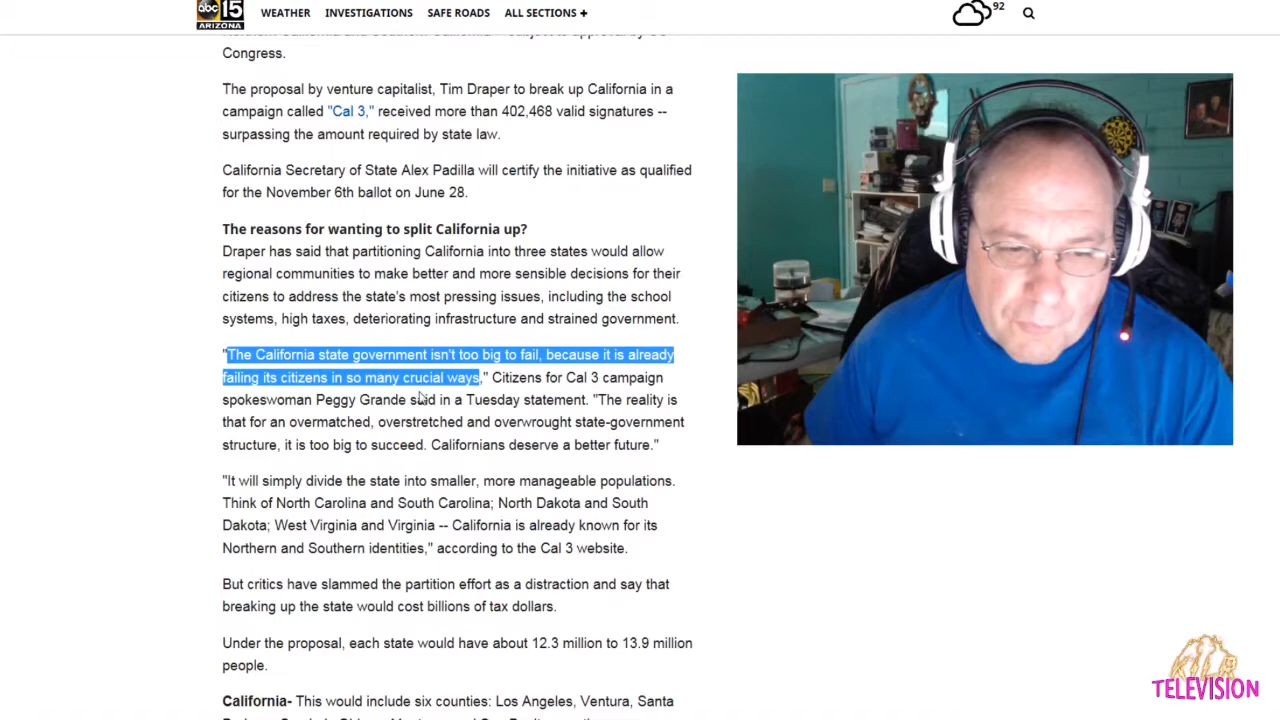 abc 15
ARIZONA
WEATHER
INVESTIGATIONS
SAFE ROADS
ALL SECTIONS +
92
Congress.
The proposal by venture capitalist, Tim Draper to break up California in a
campaign called "Cal 3," received more than 402,468 valid signatures --
surpassing the amount required by state law.
California Secretary of State Alex Padilla will certify the initiative as qualified
for the November 6th ballot on June 28.
The reasons for wanting to split California up?
Draper has said that partitioning California into three states would allow
regional communities to make better and more sensible decisions for their
citizens to address the state's most pressing issues, including the school
systems, high taxes, deteriorating infrastructure and strained government.
"The California state government isn't too big to fail, because it is already
failing its citizens in so many crucial ways," Citizens for Cal 3 campaign
spokeswoman Peggy Grande said in a Tuesday statement. "The reality is
that for an overmatched, overstretched and overwrought state-government
structure, it is too big to succeed. Californians deserve a better future."
"It will simply divide the state into smaller, more manageable populations.
Think of North Carolina and South Carolina; North Dakota and South
Dakota; West Virginia and Virginia -- California is already known for its
Northern and Southern identities," according to the Cal 3 website.
But critics have slammed the partition effort as a distraction and say that
breaking up the state would cost billions of tax dollars.
Under the proposal, each state would have about 12.3 million to 13.9 million
people.
California- This would include six counties: Los Angeles, Ventura, Santa
KILR
TELEVISION